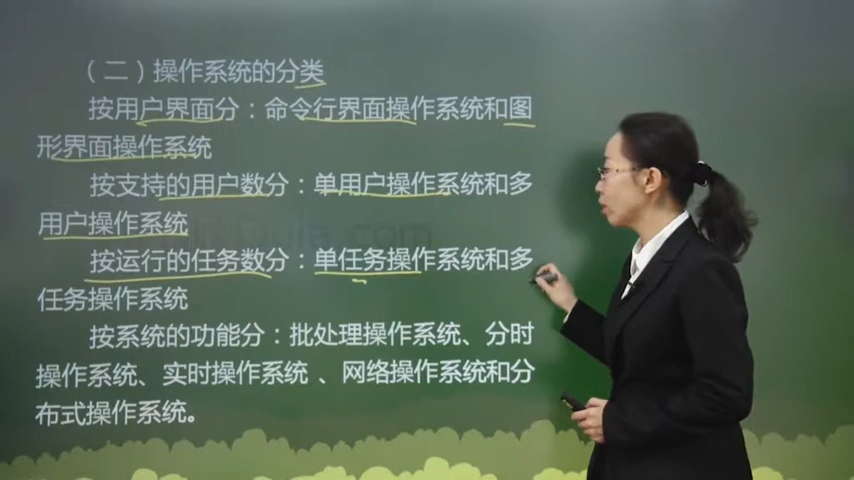 （二）操作系统的分类
按用户界面分：命令行界面操作系统和图
形界面操作系统
按支持的用户数分：单用户操作系统和多
用户操作系统
按运行的任务数分：单任务操作系统和多
任务操作系统
按系统的功能分：批处理操作系统、分时
操作系统、实时操作系统 、网络操作系统和分
布式操作系统。